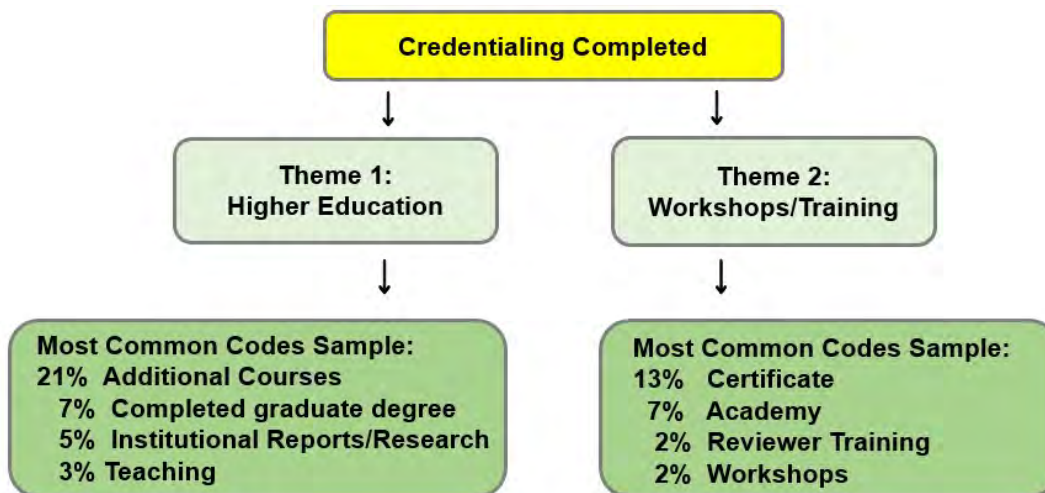 Credentialing Completed
Theme 1:
Higher Education
Theme 2:
Workshops/Training
Most Common Codes Sample:
21% Additional Courses
7% Completed graduate degree
5% Institutional Reports/Research
3% Teaching
Most Common Codes Sample:
13% Certificate
7% Academy
2% Reviewer Training
2% Workshops